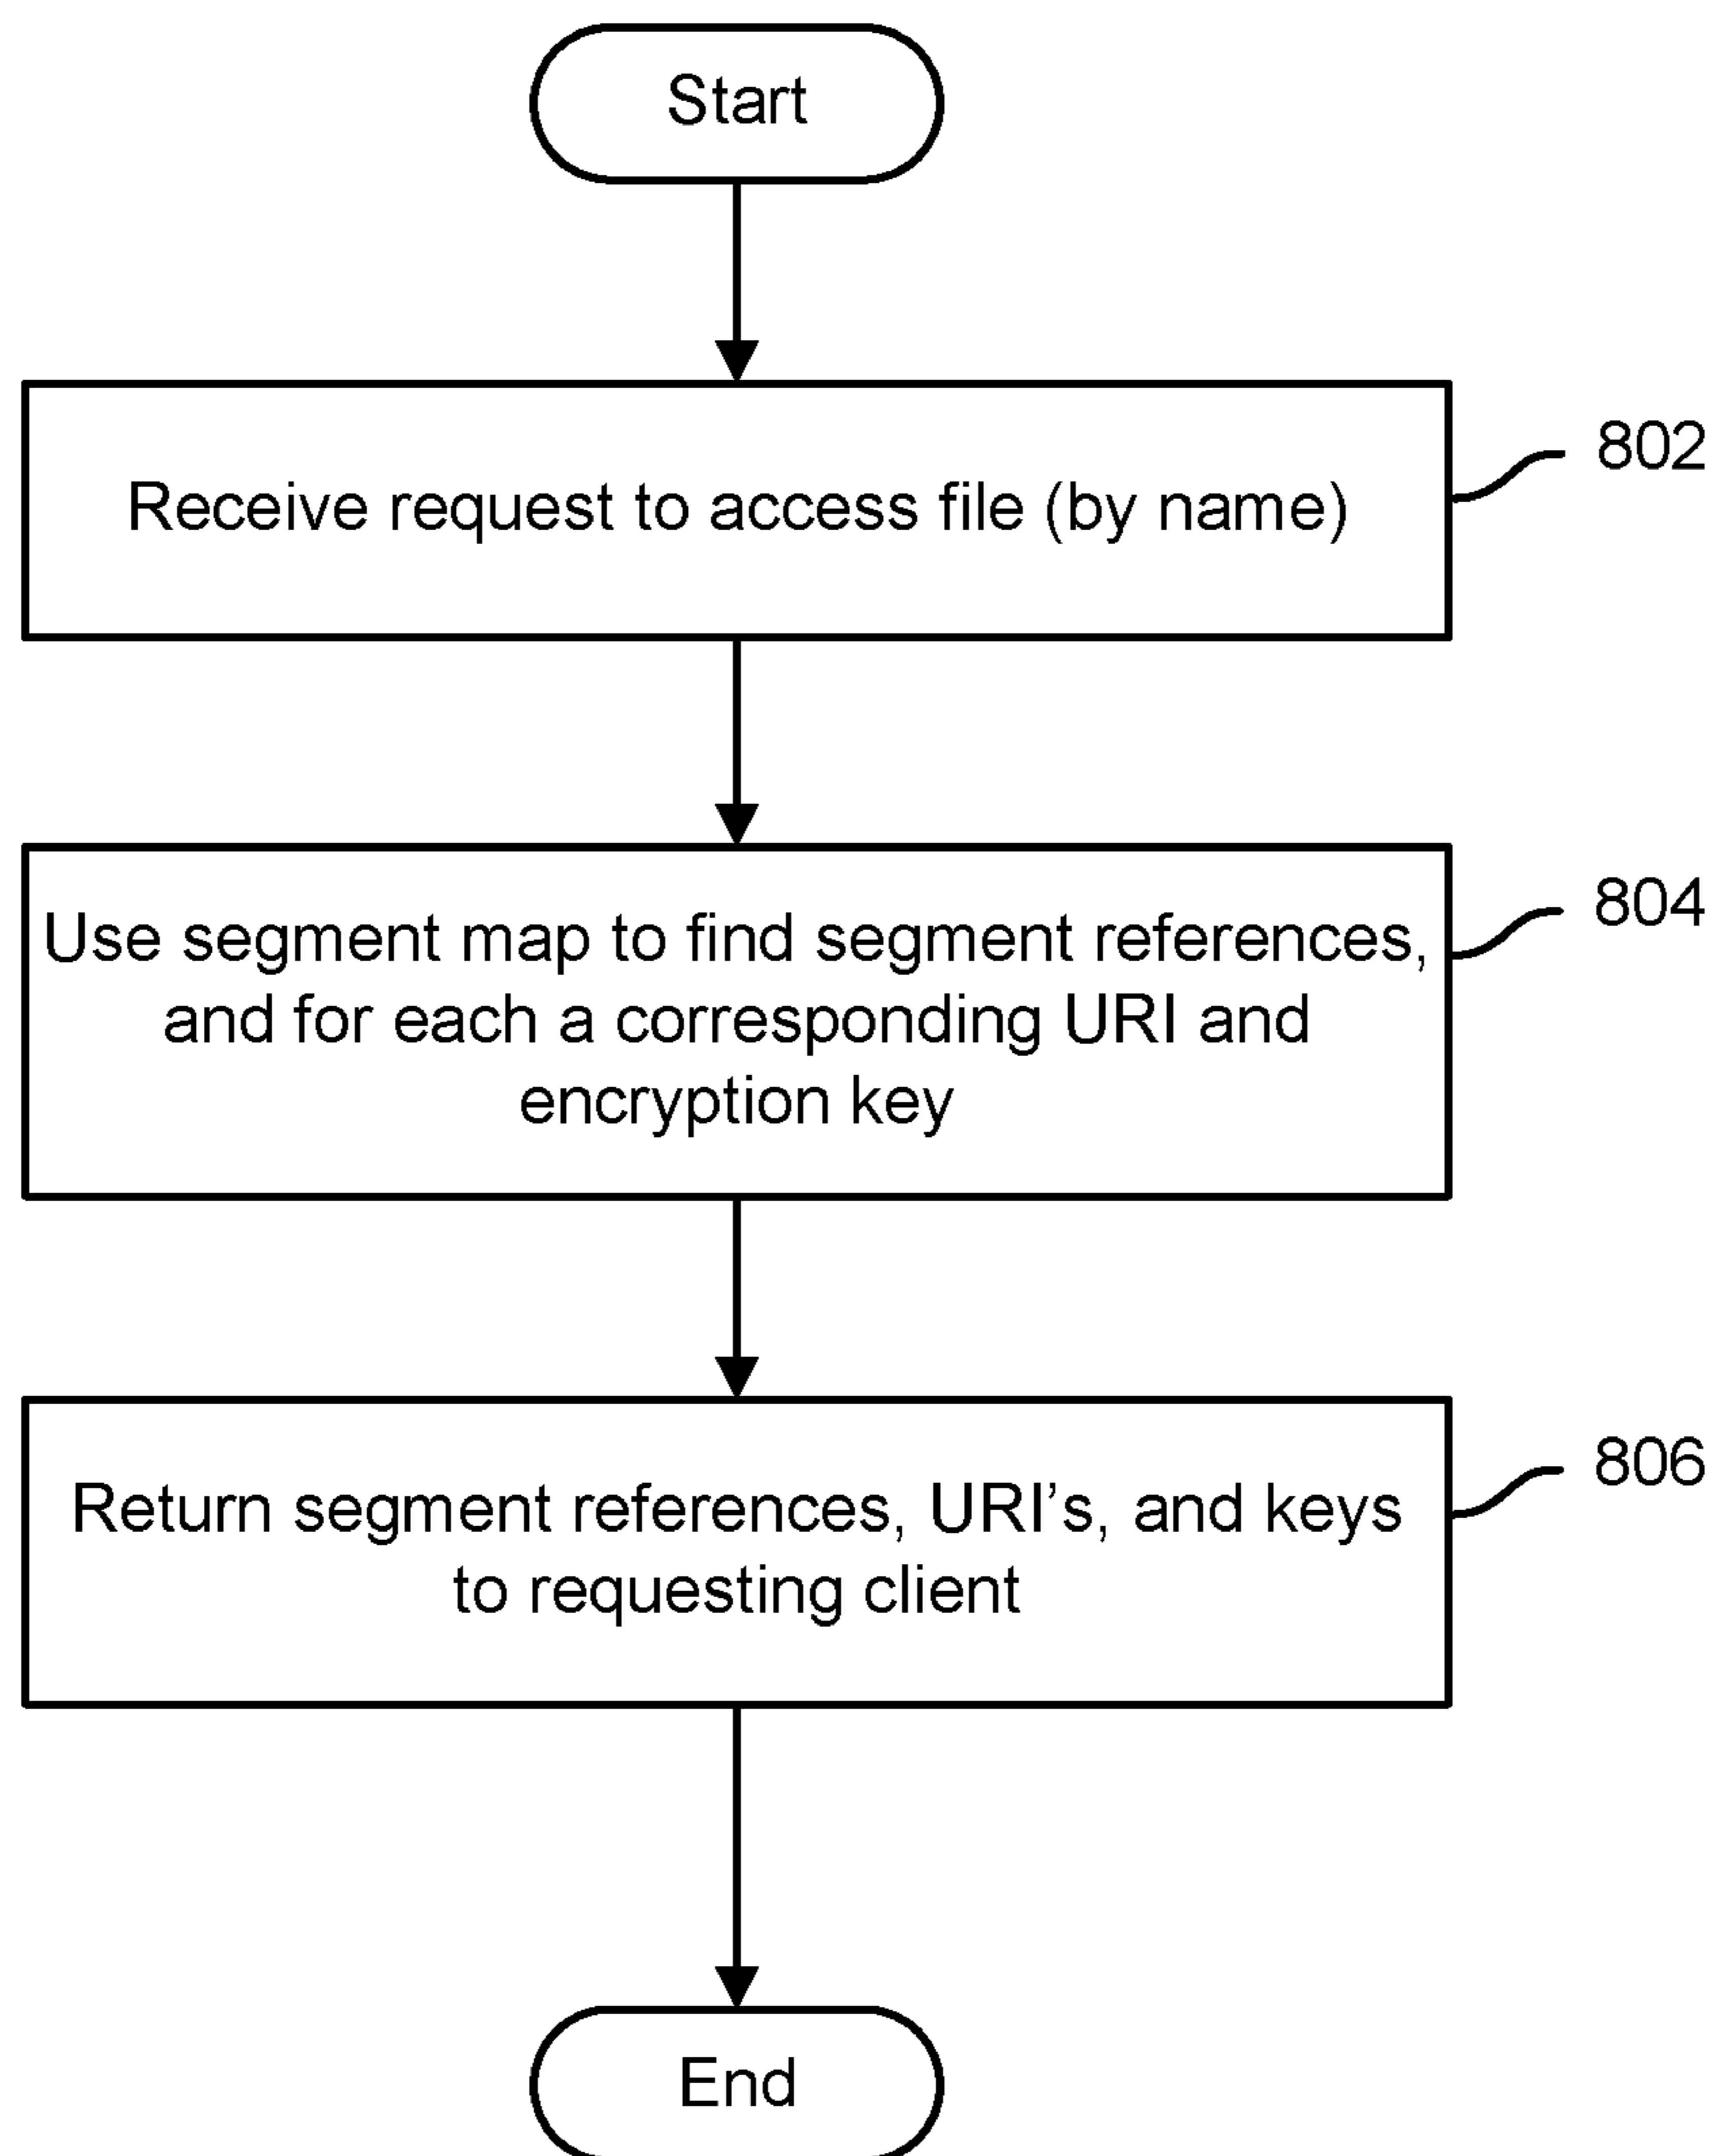 Start
Receive request to access file (by name)
802
Use segment map to find segment references,
and for each a corresponding URI and
encryption key
804
Return segment references, URI’s, and keys
to requesting client
806
End